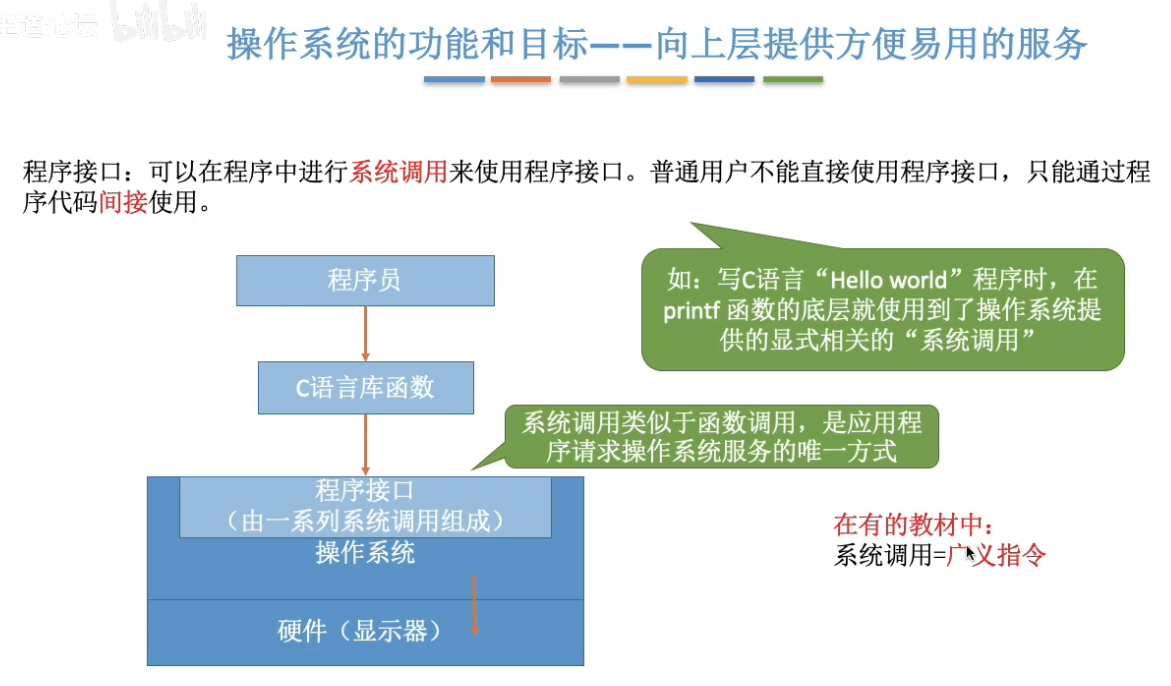 王道论坛 bilibili
操作系统的功能和目标——向上层提供方便易用的服务
程序接口：可以在程序中进行系统调用来使用程序接口。普通用户不能直接使用程序接口，只能通过程
序代码间接使用。
程序员
如：写C语言“Hello world”程序时，在
printf 函数的底层就使用到了操作系统提
供的显式相关的“系统调用”
C语言库函数
系统调用类似于函数调用，是应用程
序请求操作系统服务的唯一方式
程序接口
（由一系列系统调用组成）
操作系统
在有的教材中：
系统调用=广义指令
硬件（显示器）